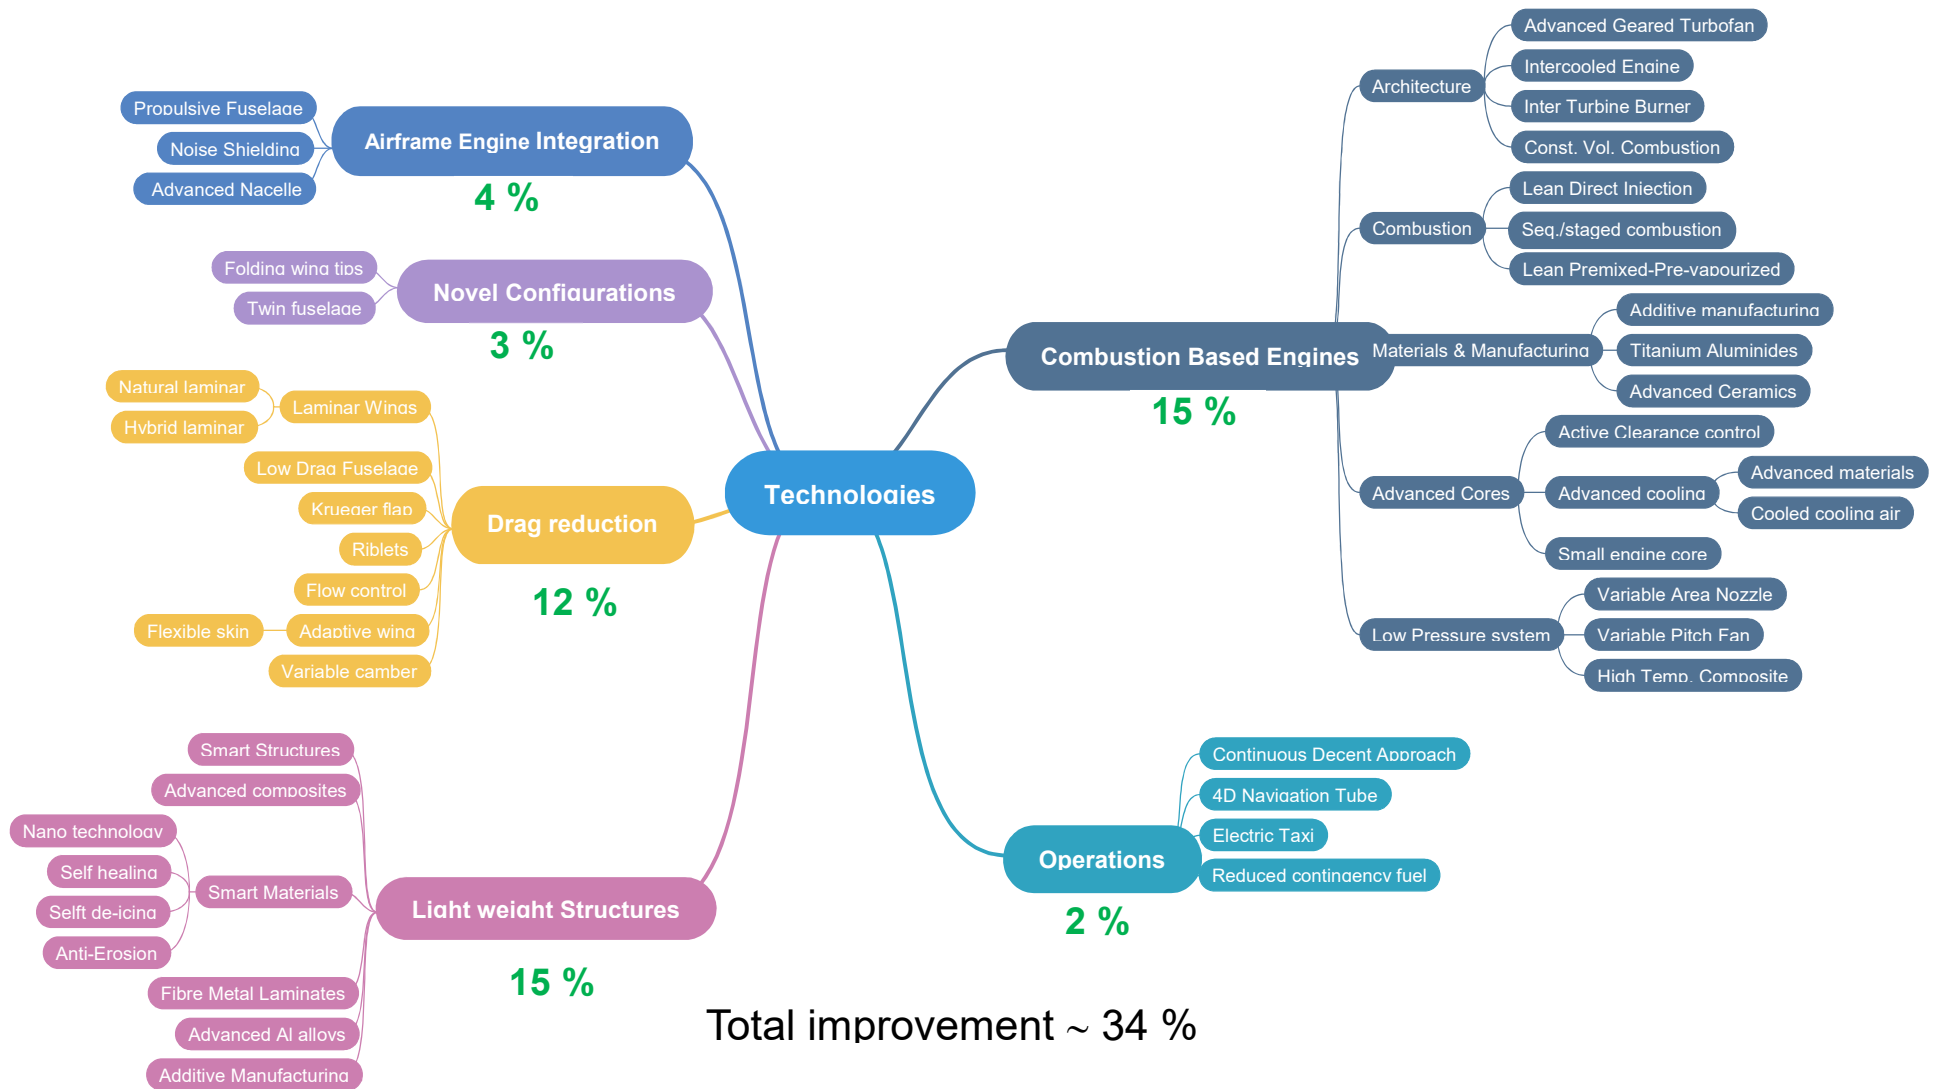 Technologies
Airframe Engine Integration
4 %
Propulsive Fuselage
Noise Shielding
Advanced Nacelle
Novel Configurations
3 %
Folding wing tips
Twin fuselage
Drag reduction
12 %
Laminar Wings
Natural laminar
Hybrid laminar
Low Drag Fuselage
Krueger flap
Riblets
Flow control
Adaptive wing
Flexible skin
Variable camber
Light weight Structures
15 %
Smart Structures
Advanced composites
Smart Materials
Nano technology
Self healing
Selft de-icing
Anti-Erosion
Fibre Metal Laminates
Advanced Al alloys
Additive Manufacturing
Combustion Based Engines
15 %
Architecture
Advanced Geared Turbofan
Intercooled Engine
Inter Turbine Burner
Const. Vol. Combustion
Combustion
Lean Direct Injection
Seq./staged combustion
Lean Premixed-Pre-vapourized
Materials & Manufacturing
Additive manufacturing
Titanium Aluminides
Advanced Ceramics
Advanced Cores
Active Clearance control
Advanced cooling
Advanced materials
Cooled cooling air
Small engine core
Low Pressure system
Variable Area Nozzle
Variable Pitch Fan
High Temp. Composite
Operations
2 %
Continuous Decent Approach
4D Navigation Tube
Electric Taxi
Reduced contingency fuel
Total improvement ~ 34 %